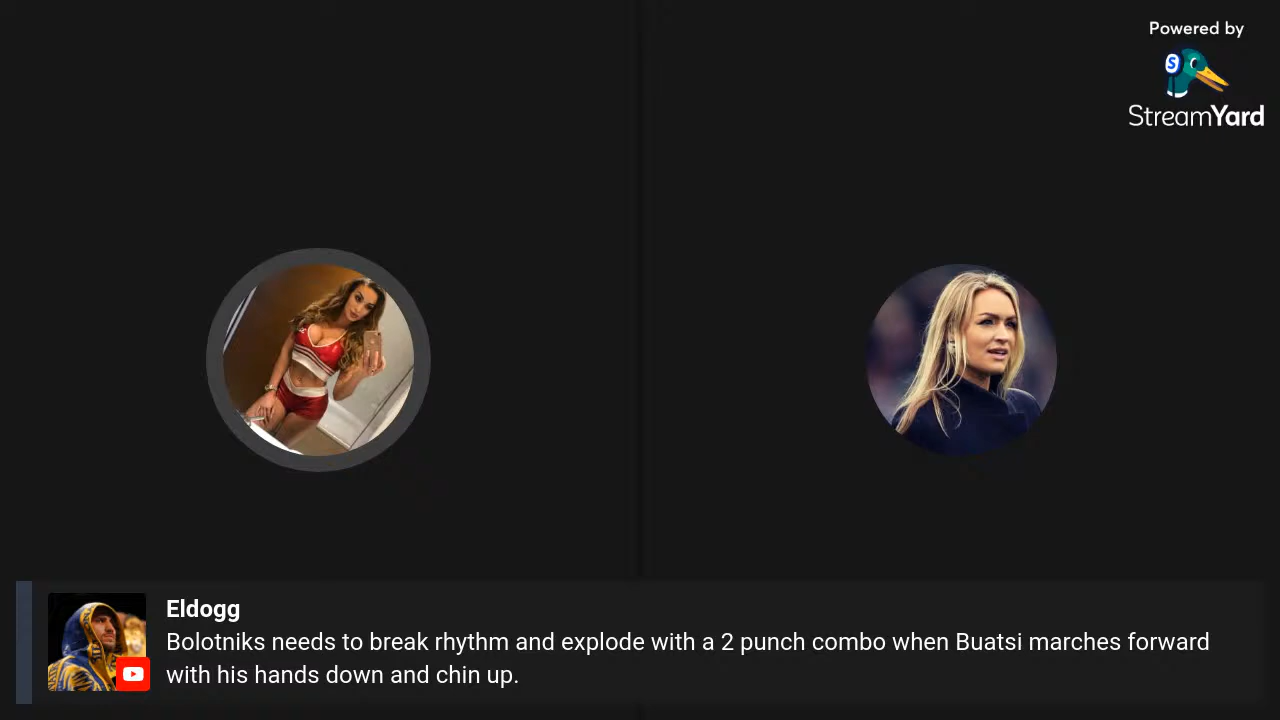 Powered by
StreamYard
Eldogg
Bolotniks needs to break rhythm and explode with a 2 punch combo when Buatsi marches forward
with his hands down and chin up.